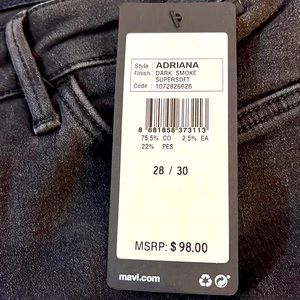 Style : ADRIANA
Finish: DARK SMOKE
SUPERSOFT
Code : 1072826626
8 681858 373113
75.5% CO 2.5% EA
22% PES
28 / 30
MSRP: $ 98.00
mavi.com